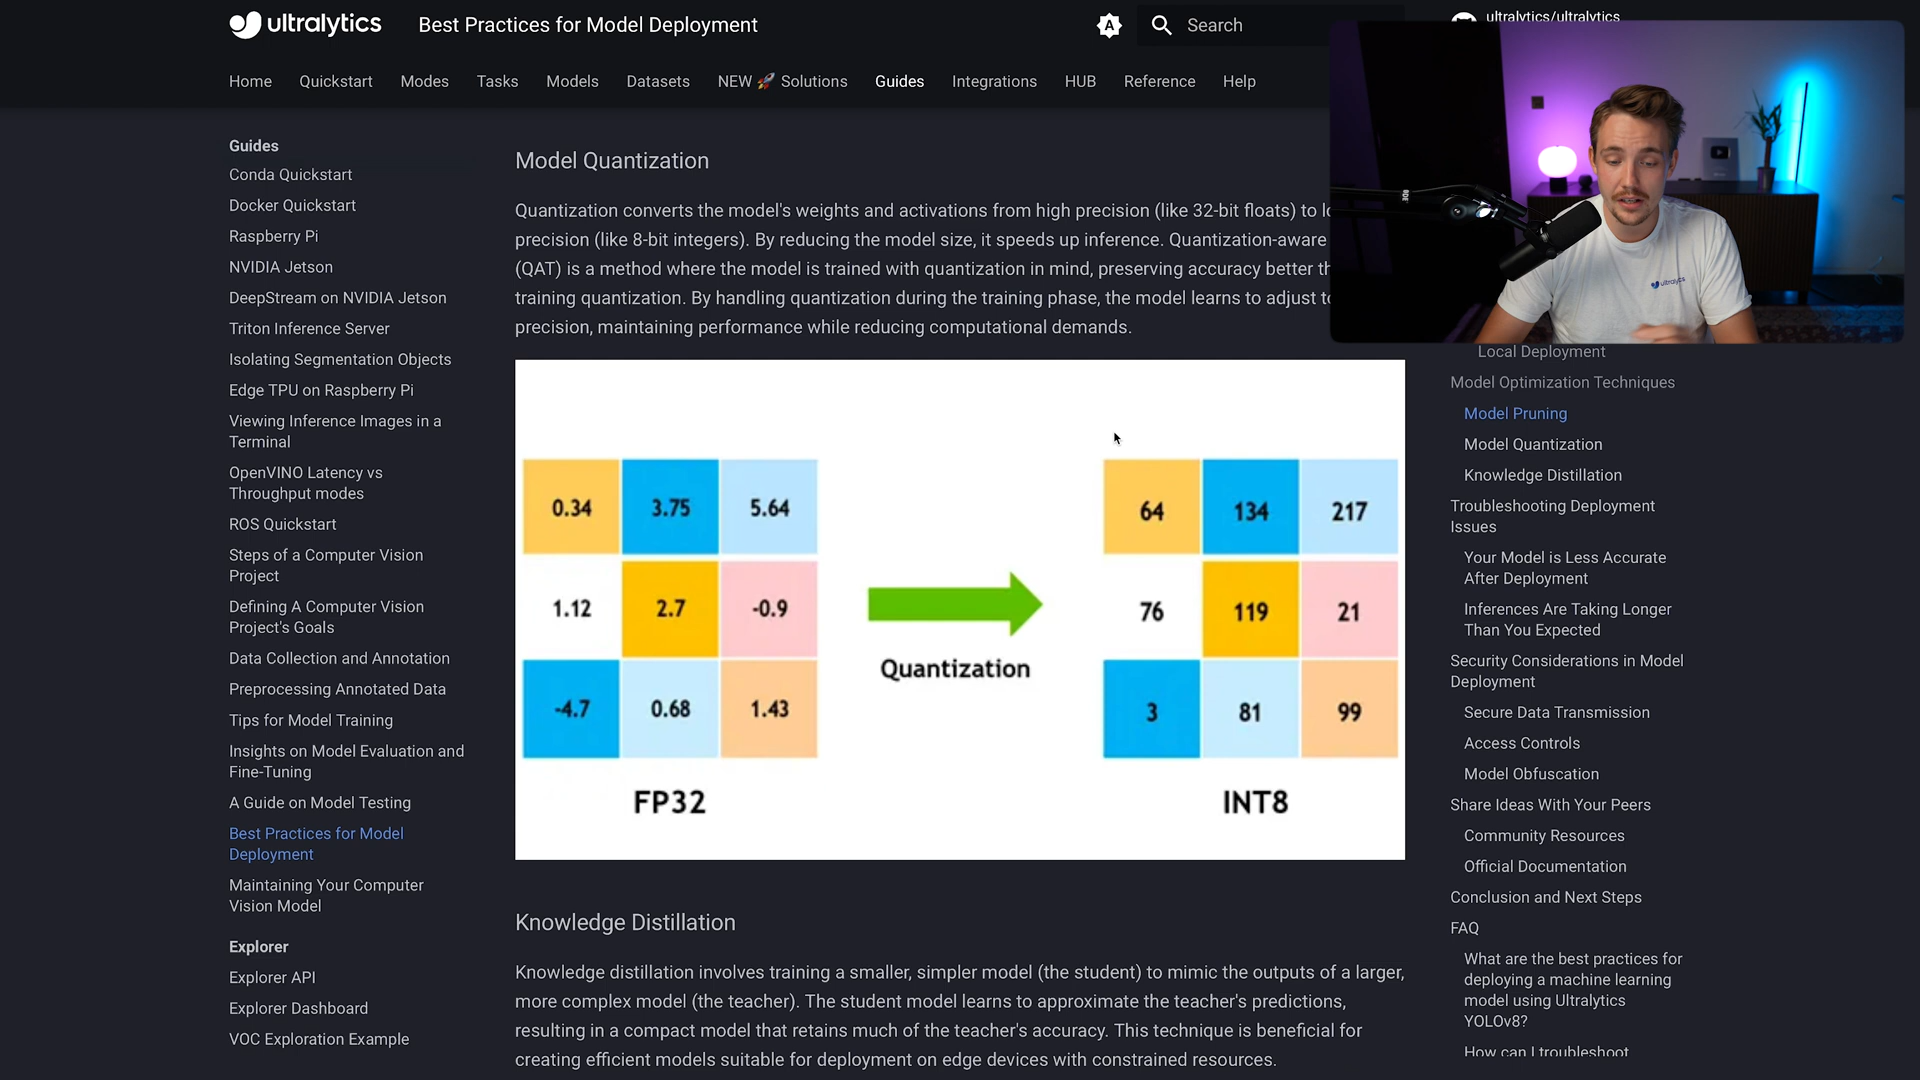 ultralytics
Best Practices for Model Deployment
A
Search
ultralytics/ultralytics
Home
Quickstart
Modes
Tasks
Models
Datasets
NEW 🚀 Solutions
Guides
Integrations
HUB
Reference
Help
Guides
Conda Quickstart
Docker Quickstart
Raspberry Pi
NVIDIA Jetson
DeepStream on NVIDIA Jetson
Triton Inference Server
Isolating Segmentation Objects
Edge TPU on Raspberry Pi
Viewing Inference Images in a
Terminal
OpenVINO Latency vs
Throughput modes
ROS Quickstart
Steps of a Computer Vision
Project
Defining A Computer Vision
Project's Goals
Data Collection and Annotation
Preprocessing Annotated Data
Tips for Model Training
Insights on Model Evaluation and
Fine-Tuning
A Guide on Model Testing
Best Practices for Model
Deployment
Maintaining Your Computer
Vision Model
Explorer
Explorer API
Explorer Dashboard
VOC Exploration Example
Model Quantization
Quantization converts the model's weights and activations from high precision (like 32-bit floats) to
precision (like 8-bit integers). By reducing the model size, it speeds up inference. Quantization-aware
(QAT) is a method where the model is trained with quantization in mind, preserving accuracy better
training quantization. By handling quantization during the training phase, the model learns to adjust
precision, maintaining performance while reducing computational demands.
0.34 3.75 5.64
1.12 2.7 -0.9
-4.7 0.68 1.43
FP32
Quantization
64 134 217
76 119 21
3 81 99
INT8
Knowledge Distillation
Knowledge distillation involves training a smaller, simpler model (the student) to mimic the outputs of a larger,
more complex model (the teacher). The student model learns to approximate the teacher's predictions,
resulting in a compact model that retains much of the teacher's accuracy. This technique is beneficial for
creating efficient models suitable for deployment on edge devices with constrained resources.
ultralytics
Local Deployment
Model Optimization Techniques
Model Pruning
Model Quantization
Knowledge Distillation
Troubleshooting Deployment
Issues
Your Model is Less Accurate
After Deployment
Inferences Are Taking Longer
Than You Expected
Security Considerations in Model
Deployment
Secure Data Transmission
Access Controls
Model Obfuscation
Share Ideas With Your Peers
Community Resources
Official Documentation
Conclusion and Next Steps
FAQ
What are the best practices for
deploying a machine learning
model using Ultralytics
YOLOv8?
How can I troubleshoot